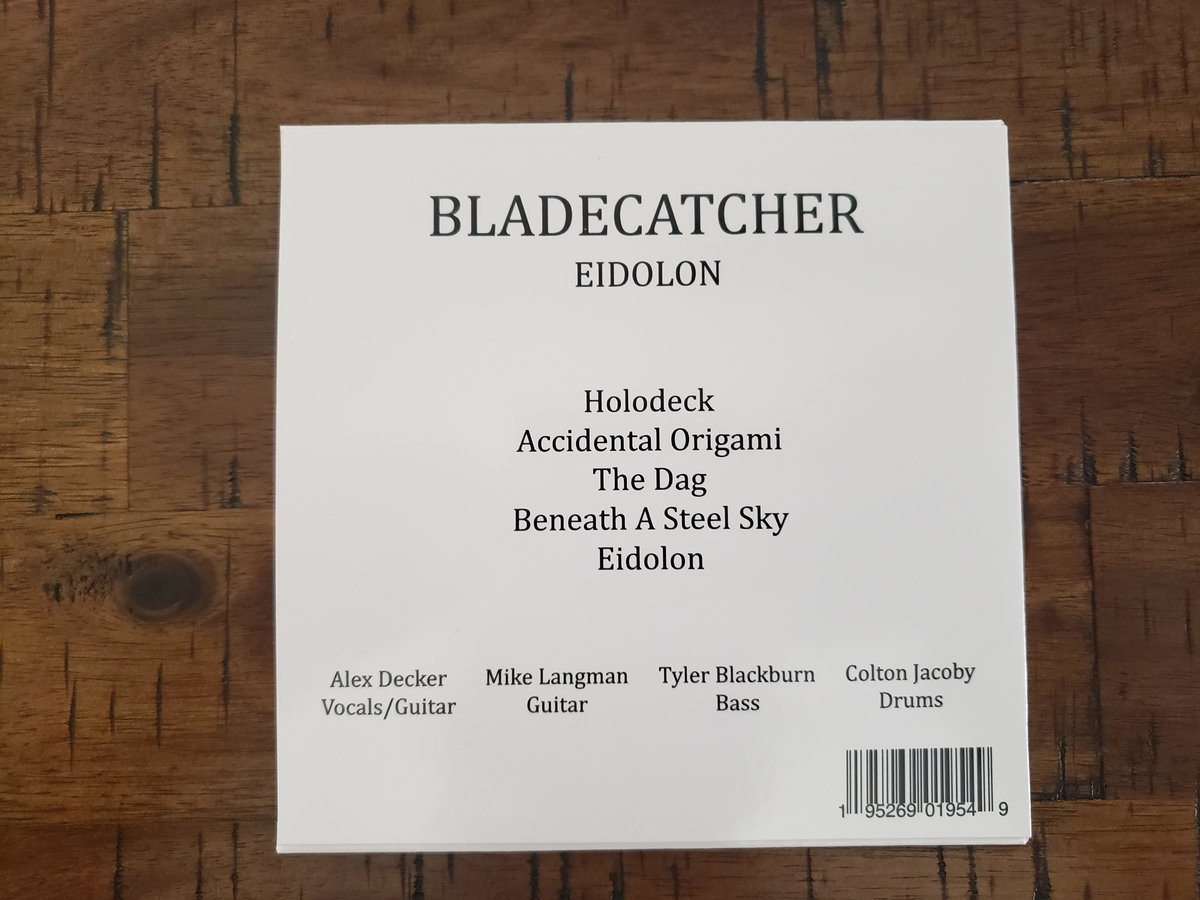 BLADECATCHER
EIDOLON
Holodeck
Accidental Origami
The Dag
Beneath A Steel Sky
Eidolon
Alex Decker Mike Langman Tyler Blackburn Colton Jacoby
Vocals/Guitar Guitar Bass Drums
1 95269 01954 9